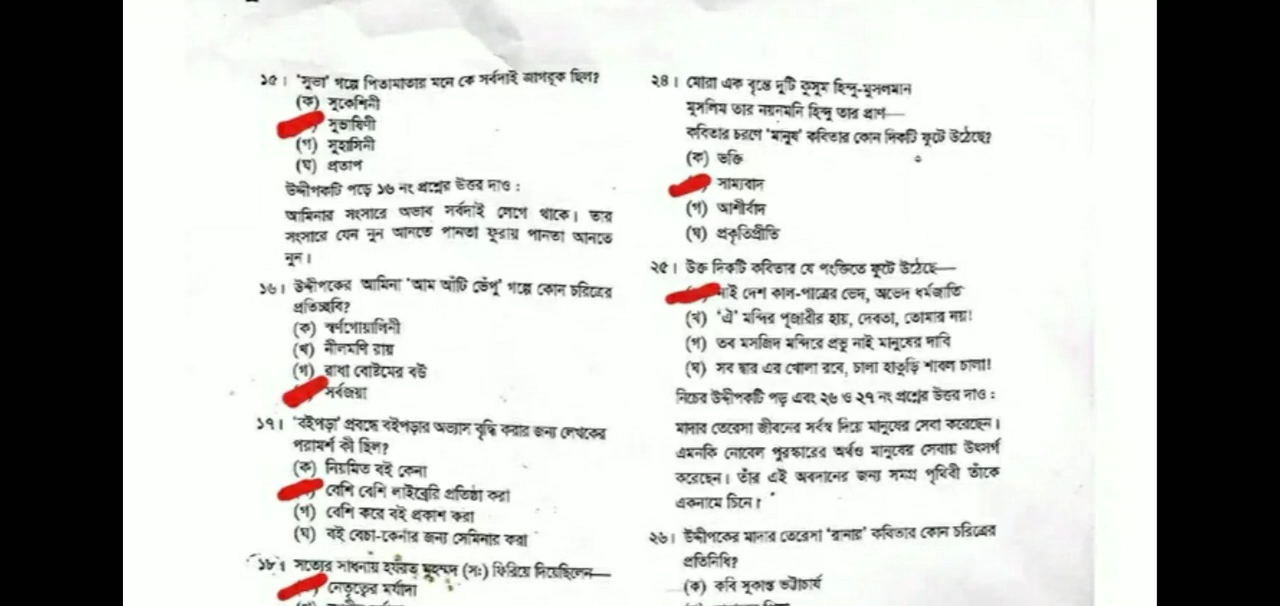 ১৫। 'সুভা' গল্পে পিতামাতার মনে কে সর্বদাই জাগরূক ছিল?
(ক) সুকেশিনী
সুভাষিণী
(গ) সুহাসিনী
(ঘ) প্রতাপ
উদ্দীপকটি পড়ে ১৬ নং প্রশ্নের উত্তর দাও :
আমিনার সংসারে অভাব সর্বদাই লেগে থাকে। তার
সংসারে যেন নুন আনতে পানতা ফুরায় পানতা আনতে
নুন।
১৬। উদ্দীপকের আমিনা 'আম আঁটি ভেঁপু' গল্পে কোন চরিত্রের
প্রতিচ্ছবি?
(ক) স্বর্ণগোয়ালিনী
(খ) নীলমণি রায়
(গ) রাধা বোষ্টমের বউ
সর্বজয়া
১৭। 'বইপড়া' প্রবন্ধে বইপড়ার অভ্যাস বৃদ্ধি করার জন্য লেখকের
পরামর্শ কী ছিল?
(ক) নিয়মিত বই কেনা
বেশি বেশি লাইব্রেরি প্রতিষ্ঠা করা
(গ) বেশি করে বই প্রকাশ করা
(ঘ) বই বেচা-কেনার জন্য সেমিনার করা
১৮। সত্যের সাধনায় হযরত মুহম্মদ (সঃ) ফিরিয়ে দিয়েছিলেন—
নেতৃত্বের মর্যাদা
২৪। মোরা এক বৃন্তে দুটি কুসুম হিন্দু-মুসলমান
মুসলিম তার নয়নমনি হিন্দু তার প্রাণ—
কবিতার চরণে 'মানুষ' কবিতার কোন দিকটি ফুটে উঠেছে?
(ক) ভক্তি
সাম্যবাদ
(গ) আশীর্বাদ
(ঘ) প্রকৃতিপ্রীতি
২৫। উক্ত দিকটি কবিতার যে পংক্তিতে ফুটে উঠেছে—
নাই দেশ কাল-পাত্রের ভেদ, অভেদ ধর্মজাতি
(খ) 'ঐ' মন্দির পূজারীর হায়, দেবতা, তোমার নয়!
(গ) তব মসজিদ মন্দিরে প্রভু নাই মানুষের দাবি
(ঘ) সব দ্বার এর খোলা রবে, চালা হাতুড়ি শাবল চালা!
নিচের উদ্দীপকটি পড় এবং ২৬ ও ২৭ নং প্রশ্নের উত্তর দাও :
মাদার তেরেসা জীবনের সর্বস্ব দিয়ে মানুষের সেবা করেছেন।
এমনকি নোবেল পুরস্কারের অর্থও মানুষের সেবায় উৎসর্গ
করেছেন। তাঁর এই অবদানের জন্য সমগ্র পৃথিবী তাঁকে
একনামে চিনে।
২৬। উদ্দীপকের মাদার তেরেসা 'রানার' কবিতার কোন চরিত্রের
প্রতিনিধি?
(ক) কবি সুকান্ত ভট্টাচার্য